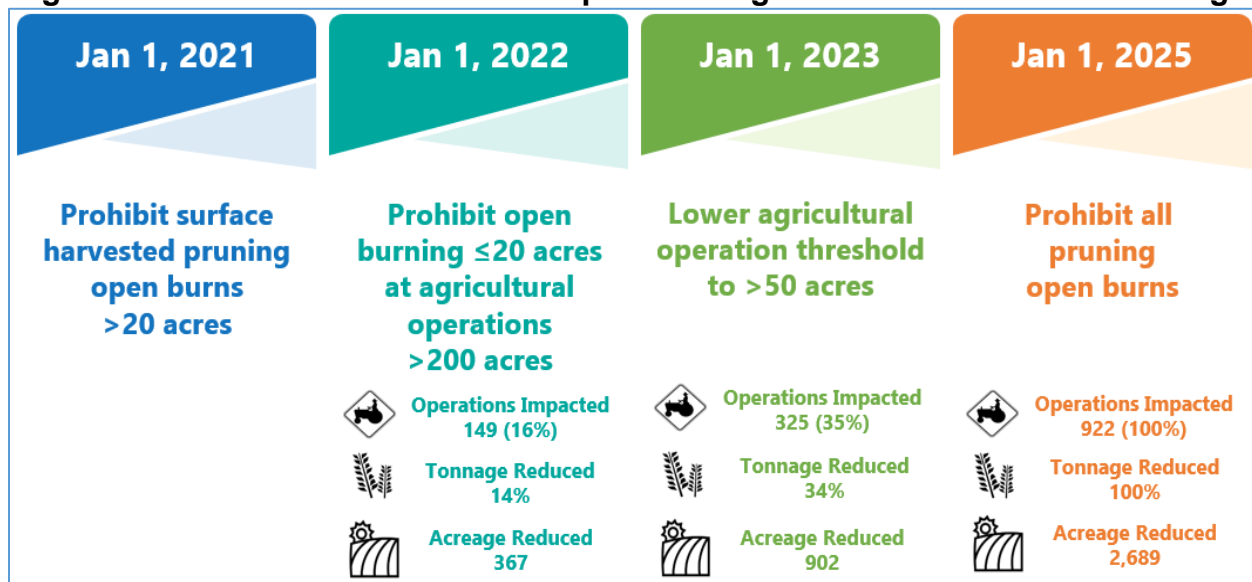 Jan 1, 2021
Prohibit surface
harvested pruning
open burns
>20 acres
Jan 1, 2022
Prohibit open
burning ≤20 acres
at agricultural
operations
>200 acres
Operations Impacted
149 (16%)
Tonnage Reduced
14%
Acreage Reduced
367
Jan 1, 2023
Lower agricultural
operation threshold
to >50 acres
Operations Impacted
325 (35%)
Tonnage Reduced
34%
Acreage Reduced
902
Jan 1, 2025
Prohibit all
pruning
open burns
Operations Impacted
922 (100%)
Tonnage Reduced
100%
Acreage Reduced
2,689